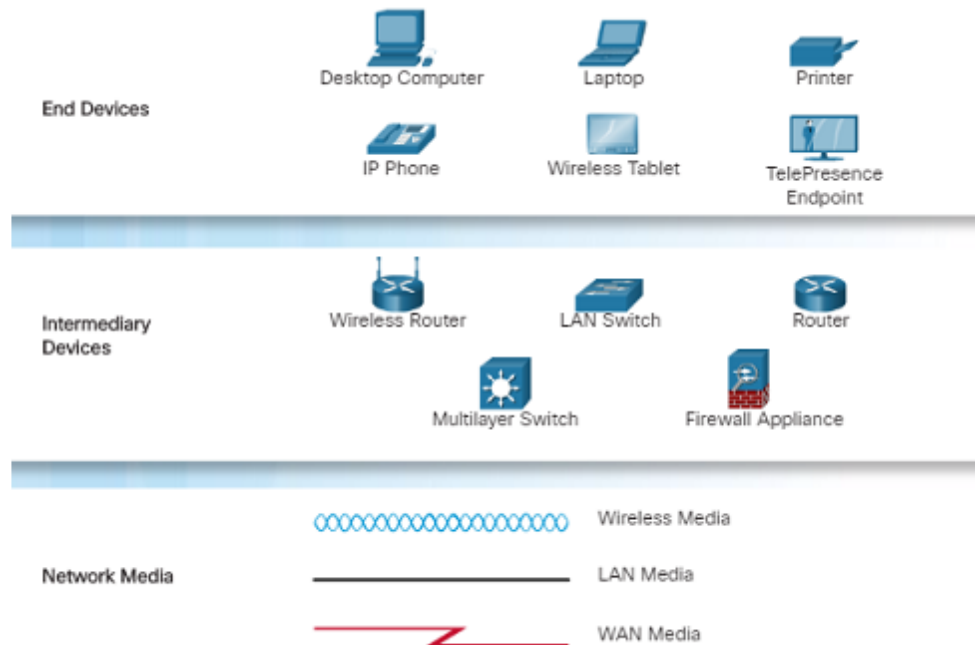 Desktop Computer
Laptop
Printer
End Devices
IP Phone
Wireless Tablet
TelePresence
Endpoint
Wireless Router
LAN Switch
Router
Intermediary
Devices
Multilayer Switch
Firewall Appliance
Wireless Media
Network Media
LAN Media
WAN Media